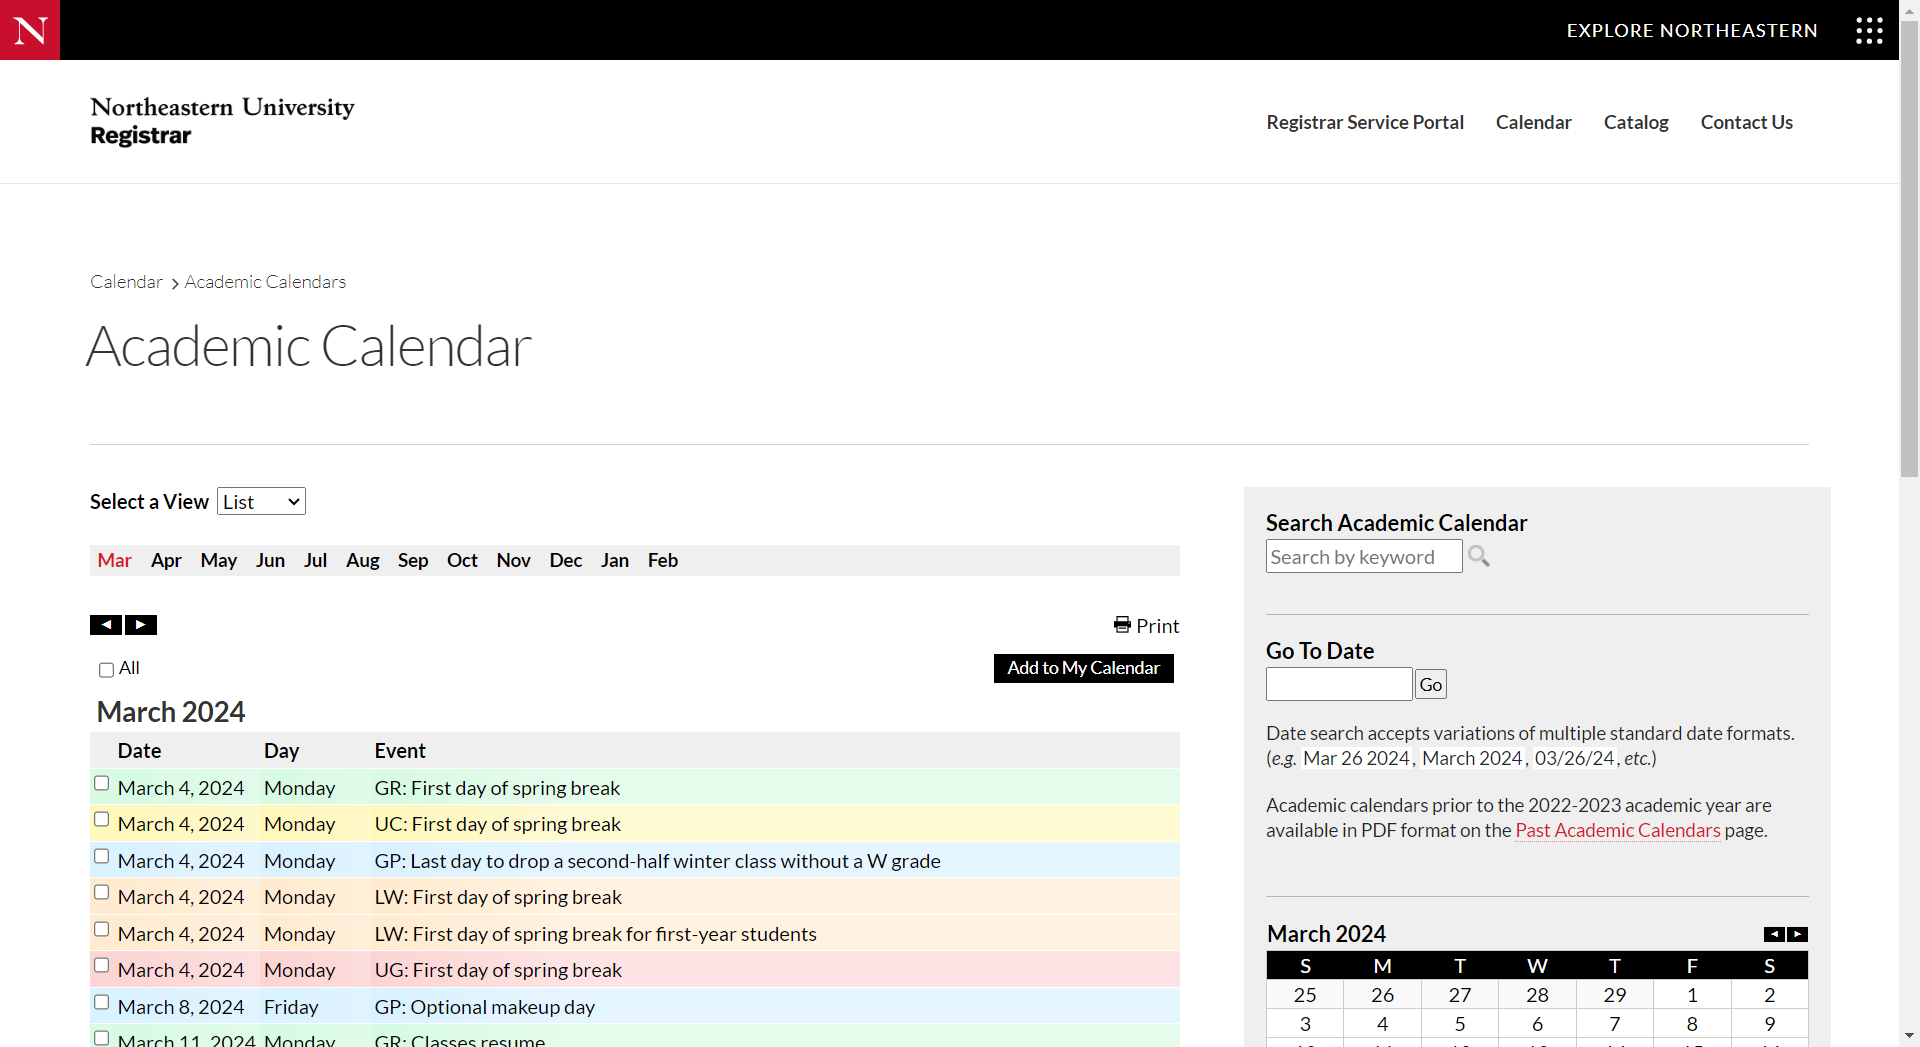 N
EXPLORE NORTHEASTERN
Northeastern University
Registrar
Registrar Service Portal Calendar Catalog Contact Us
Calendar > Academic Calendars
Academic Calendar
Select a View List
Mar Apr May Jun Jul Aug Sep Oct Nov Dec Jan Feb
Print
All
Add to My Calendar
March 2024
Date Day Event
March 4, 2024 Monday GR: First day of spring break
March 4, 2024 Monday UC: First day of spring break
March 4, 2024 Monday GP: Last day to drop a second-half winter class without a W grade
March 4, 2024 Monday LW: First day of spring break
March 4, 2024 Monday LW: First day of spring break for first-year students
March 4, 2024 Monday UG: First day of spring break
March 8, 2024 Friday GP: Optional makeup day
March 11, 2024 Monday GR: Classes resume
Search Academic Calendar
Search by keyword
Go To Date
Go
Date search accepts variations of multiple standard date formats.
(e.g. Mar 26 2024, March 2024, 03/26/24, etc.)
Academic calendars prior to the 2022-2023 academic year are
available in PDF format on the Past Academic Calendars page.
March 2024
S M T W T F S
25 26 27 28 29 1 2
3 4 5 6 7 8 9